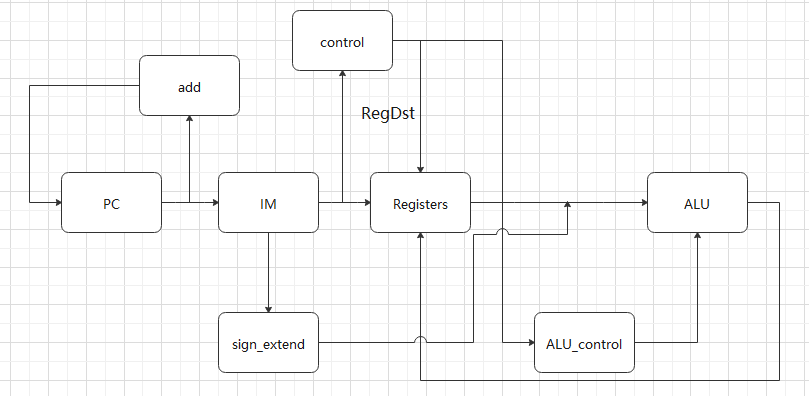 control
add
RegDst
PC
IM
Registers
ALU
sign_extend
ALU_control